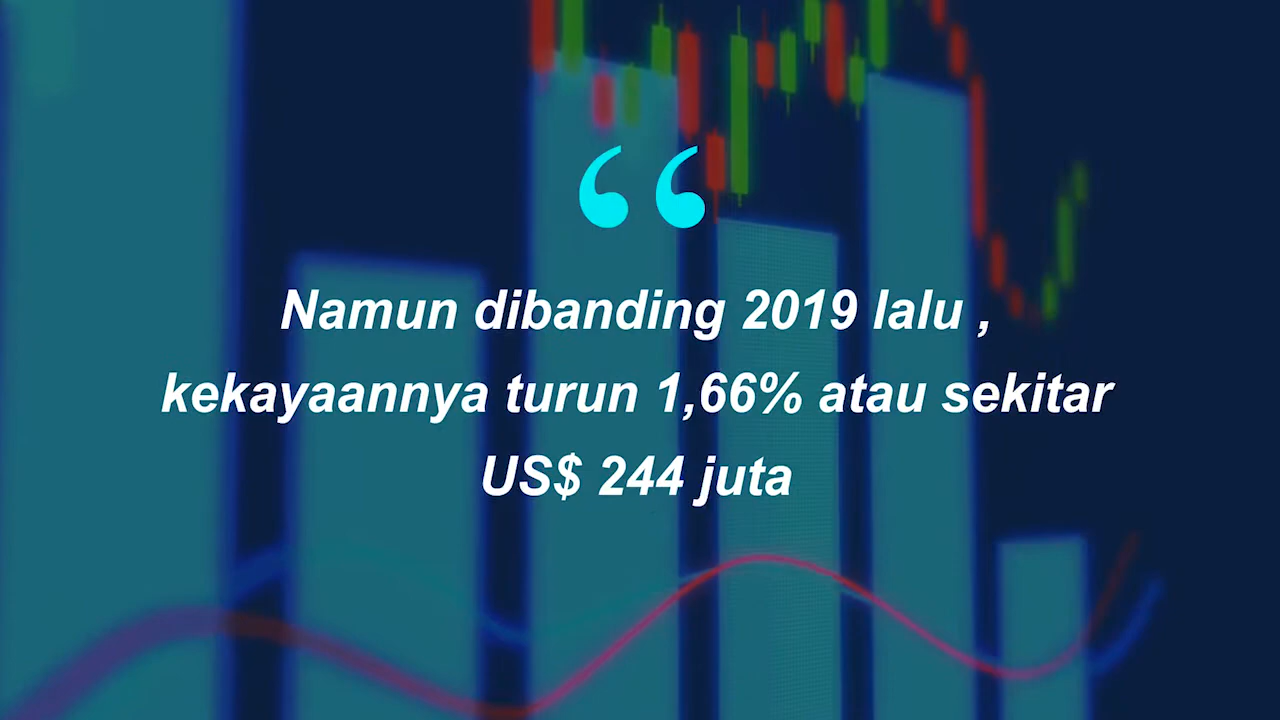 “
Namun dibanding 2019 lalu ,
kekayaannya turun 1,66% atau sekitar
US$ 244 juta